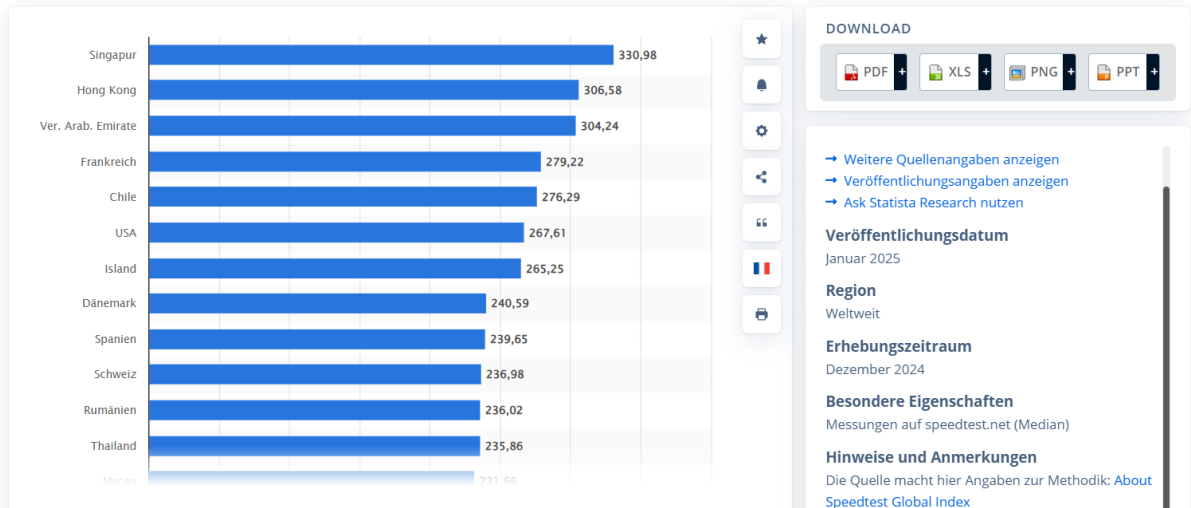 Singapur 330,98
Hong Kong 306,58
Ver. Arab. Emirate 304,24
Frankreich 279,22
Chile 276,29
USA 267,61
Island 265,25
Dänemark 240,59
Spanien 239,65
Schweiz 236,98
Rumänien 236,02
Thailand 235,86
Macao 231,66
DOWNLOAD
PDF + XLS + PNG + PPT +
→ Weitere Quellenangaben anzeigen
→ Veröffentlichungsangaben anzeigen
→ Ask Statista Research nutzen
Veröffentlichungsdatum
Januar 2025
Region
Weltweit
Erhebungszeitraum
Dezember 2024
Besondere Eigenschaften
Messungen auf speedtest.net (Median)
Hinweise und Anmerkungen
Die Quelle macht hier Angaben zur Methodik: About
Speedtest Global Index